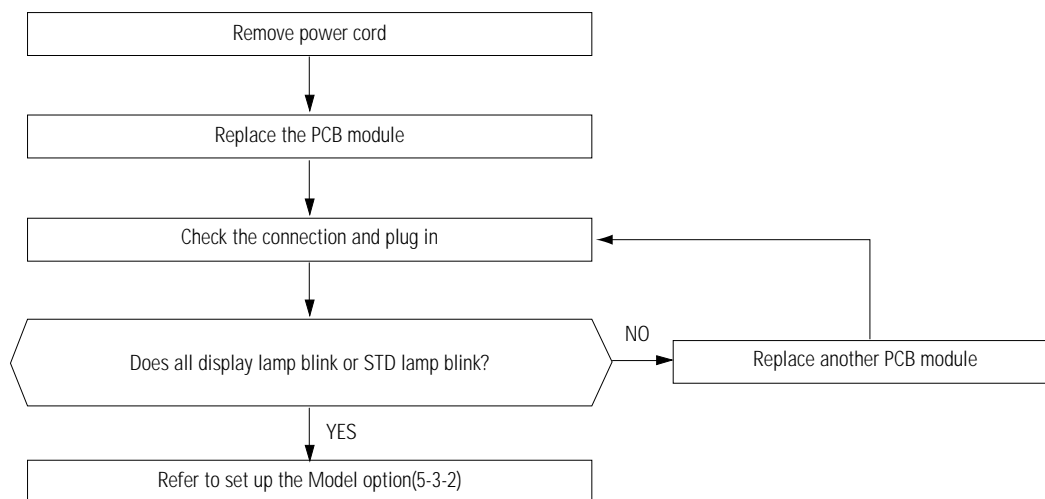 Remove power cord
Replace the PCB module
Check the connection and plug in
Does all display lamp blink or STD lamp blink?
NO
Replace another PCB module
YES
Refer to set up the Model option(5-3-2)